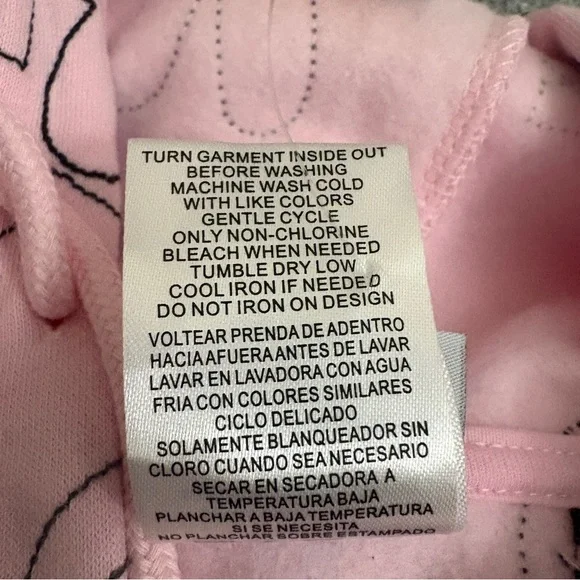 TURN GARMENT INSIDE OUT
BEFORE WASHING
MACHINE WASH COLD
WITH LIKE COLORS
GENTLE CYCLE
ONLY NON-CHLORINE
BLEACH WHEN NEEDED
TUMBLE DRY LOW
COOL IRON IF NEEDED
DO NOT IRON ON DESIGN
VOLTEAR PRENDA DE ADENTRO
HACIA AFUERA ANTES DE LAVAR
LAVAR EN LAVADORA CON AGUA
FRIA CON COLORES SIMILARES
CICLO DELICADO
SOLAMENTE BLANQUEADOR SIN
CLORO CUANDO SEA NECESARIO
SECAR EN SECADORA A
TEMPERATURA BAJA
PLANCHAR A BAJA TEMPERATURA
SI SE NECESITA
NO PLANCHAR SOBRE ESTAMPADO